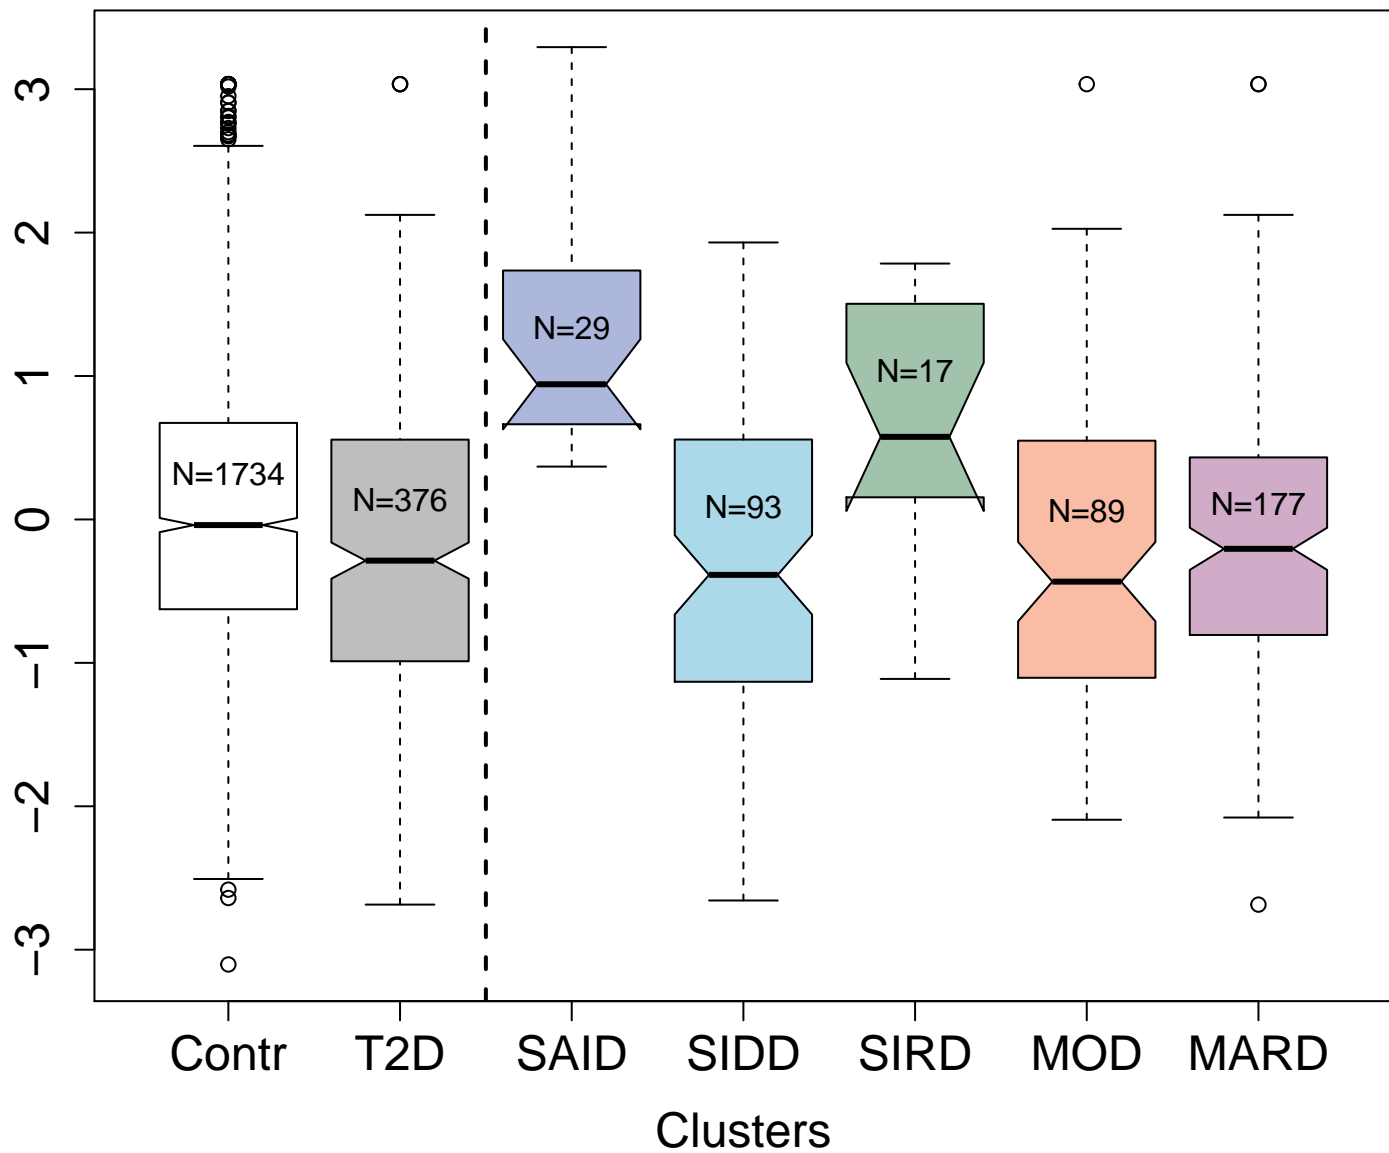 3
2
1
0
−1
−2
−3
N=1734
N=376
N=29
N=93
N=17
N=89
N=177
Contr T2D SAID SIDD SIRD MOD MARD
Clusters